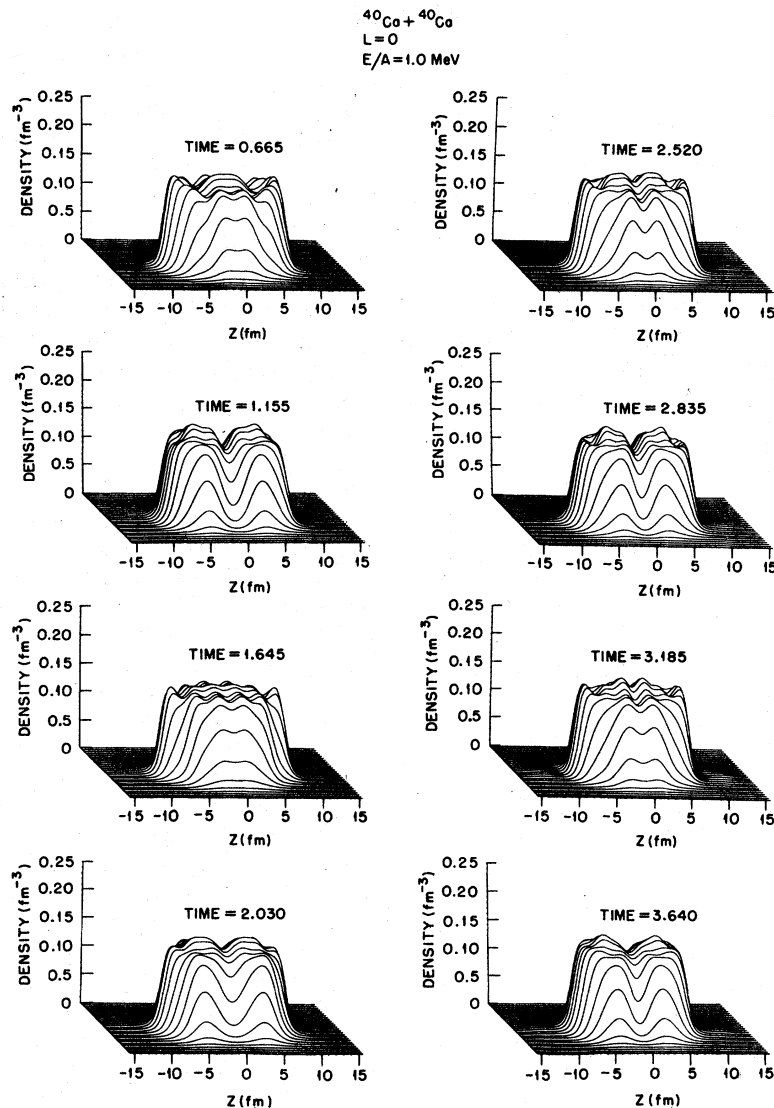 ⁴⁰Ca + ⁴⁰Ca
L=0
E/A=1.0 MeV
TIME = 0.665
DENSITY (fm⁻³)
0.25
0.20
0.15
0.10
0.5
0
-15 -10 -5 0 5 10 15
Z(fm)
TIME = 2.520
DENSITY (fm⁻³)
0.25
0.20
0.15
0.10
0.5
0
-15 -10 -5 0 5 10 15
Z(fm)
TIME = 1.155
DENSITY (fm⁻³)
0.25
0.20
0.15
0.10
0.5
0
-15 -10 -5 0 5 10 15
Z(fm)
TIME = 2.835
DENSITY (fm⁻³)
0.25
0.20
0.15
0.10
0.5
0
-15 -10 -5 0 5 10 15
Z(fm)
TIME = 1.645
DENSITY (fm⁻³)
0.25
0.20
0.15
0.10
0.5
0
-15 -10 -5 0 5 10 15
Z(fm)
TIME = 3.185
DENSITY (fm⁻³)
0.25
0.20
0.15
0.10
0.5
0
-15 -10 -5 0 5 10 15
Z(fm)
TIME = 2.030
DENSITY (fm⁻³)
0.25
0.20
0.15
0.10
0.5
0
-15 -10 -5 0 5 10 15
Z(fm)
TIME = 3.640
DENSITY (fm⁻³)
0.25
0.20
0.15
0.10
0.5
0
-15 -10 -5 0 5 10 15
Z(fm)